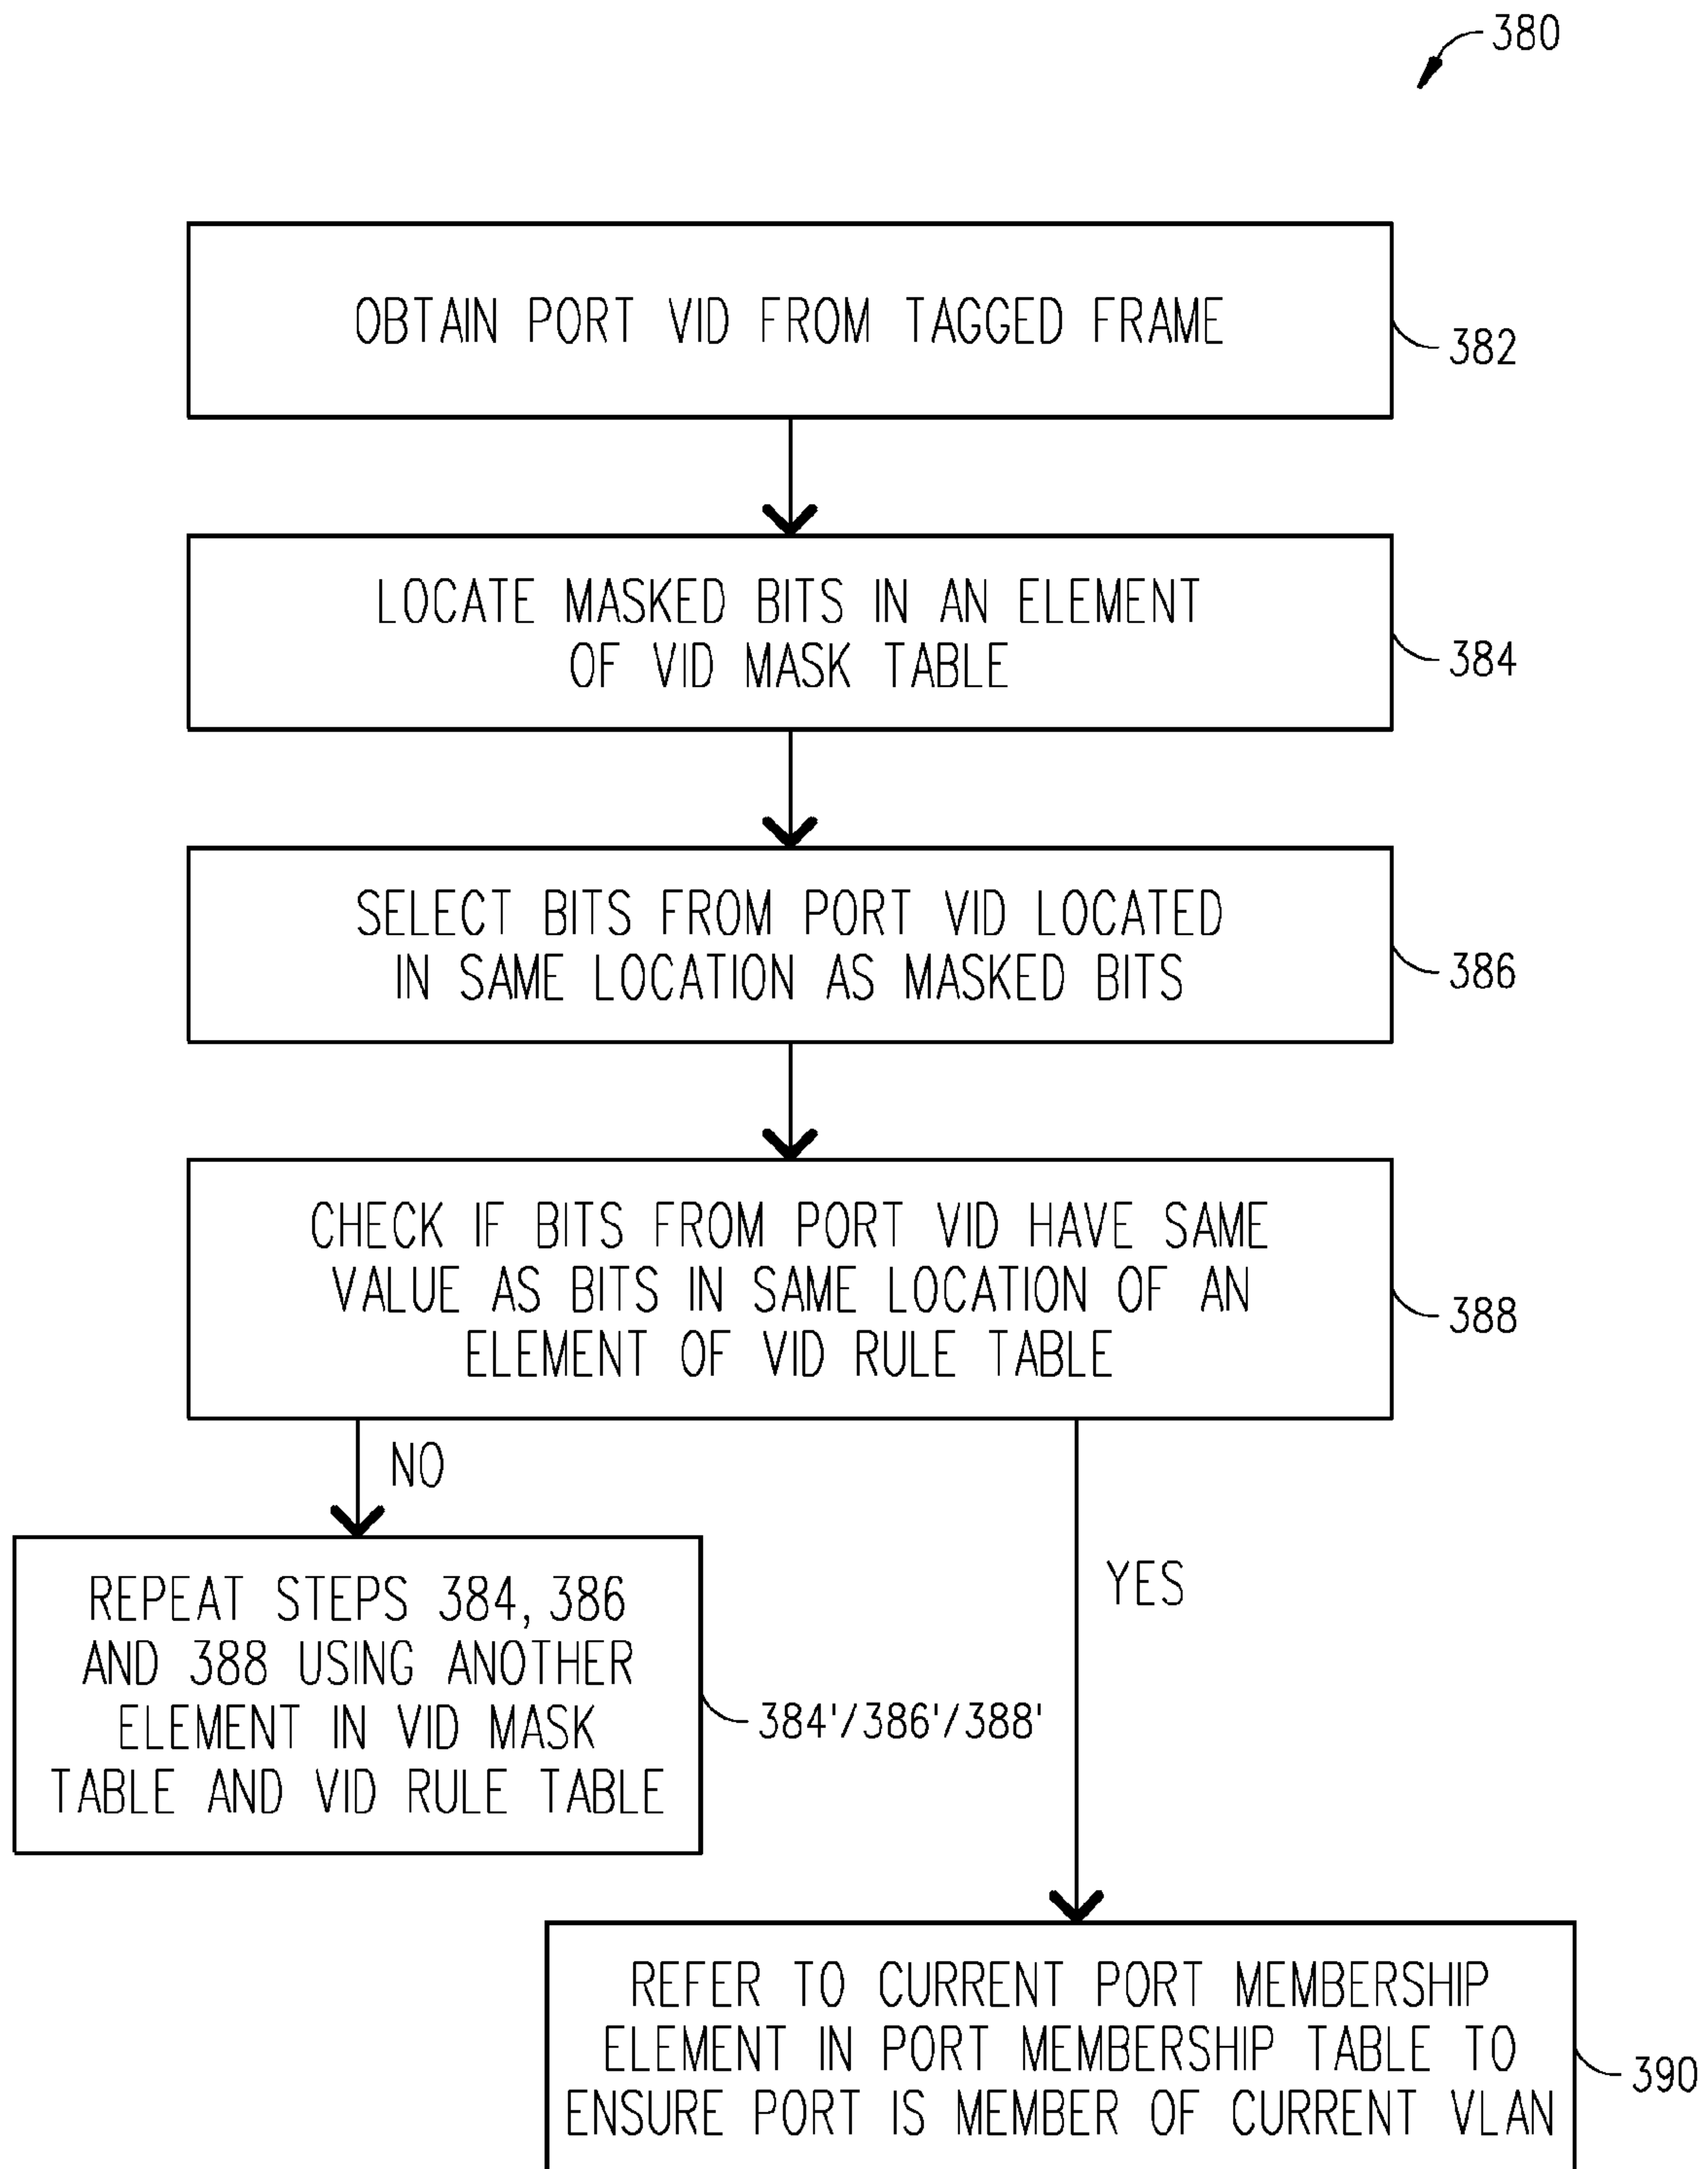 380
OBTAIN PORT VID FROM TAGGED FRAME
382
LOCATE MASKED BITS IN AN ELEMENT
OF VID MASK TABLE
384
SELECT BITS FROM PORT VID LOCATED
IN SAME LOCATION AS MASKED BITS
386
CHECK IF BITS FROM PORT VID HAVE SAME
VALUE AS BITS IN SAME LOCATION OF AN
ELEMENT OF VID RULE TABLE
388
NO
YES
REPEAT STEPS 384, 386
AND 388 USING ANOTHER
ELEMENT IN VID MASK
TABLE AND VID RULE TABLE
384'/386'/388'
REFER TO CURRENT PORT MEMBERSHIP
ELEMENT IN PORT MEMBERSHIP TABLE TO
ENSURE PORT IS MEMBER OF CURRENT VLAN
390